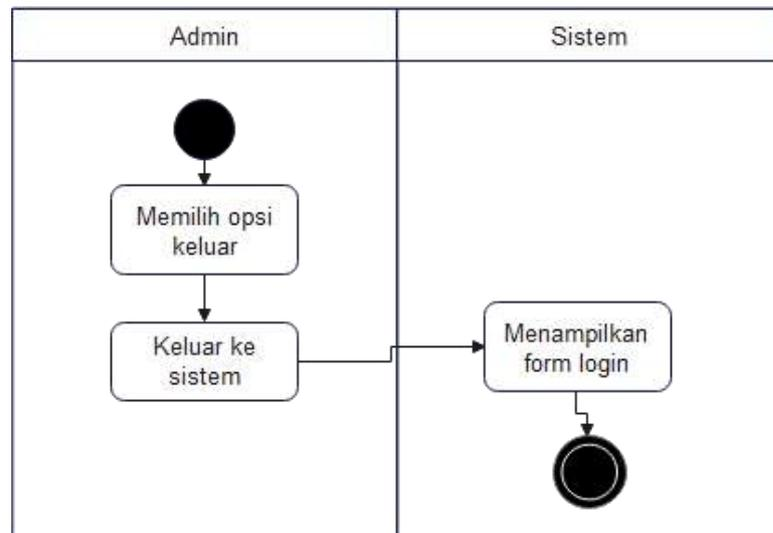 Admin
Sistem
Memilih opsi
keluar
Keluar ke
sistem
Menampilkan
form login